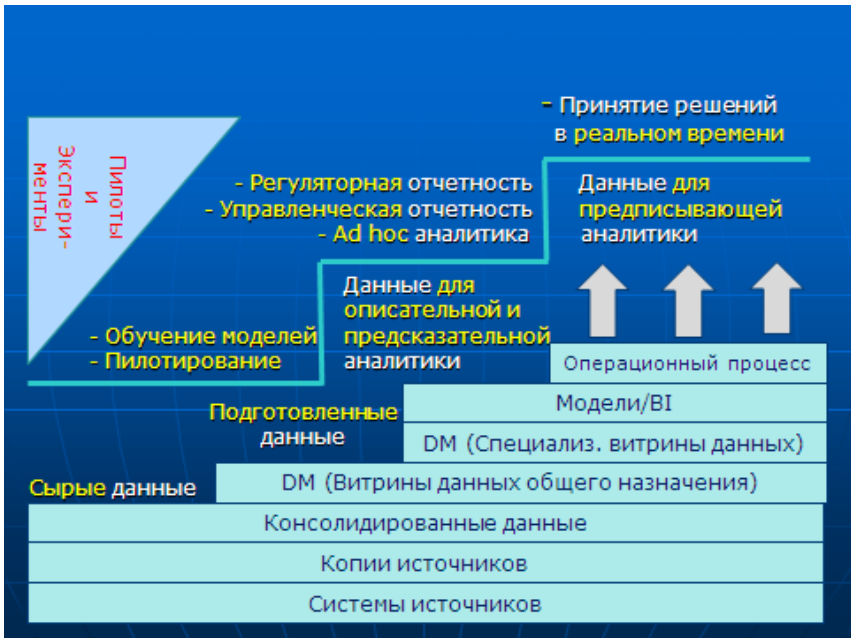 - Принятие решений
в реальном времени
Пилоты
и
Экспери-
менты
- Регуляторная отчетность
- Управленческая отчетность
- Ad hoc аналитика
Данные для
предписывающей
аналитики
Данные для
описательной и
предсказательной
аналитики
- Обучение моделей
- Пилотирование
Операционный процесс
Модели/BI
Подготовленные
данные
DM (Специализ. витрины данных)
Сырые данные
DM (Витрины данных общего назначения)
Консолидированные данные
Копии источников
Системы источников